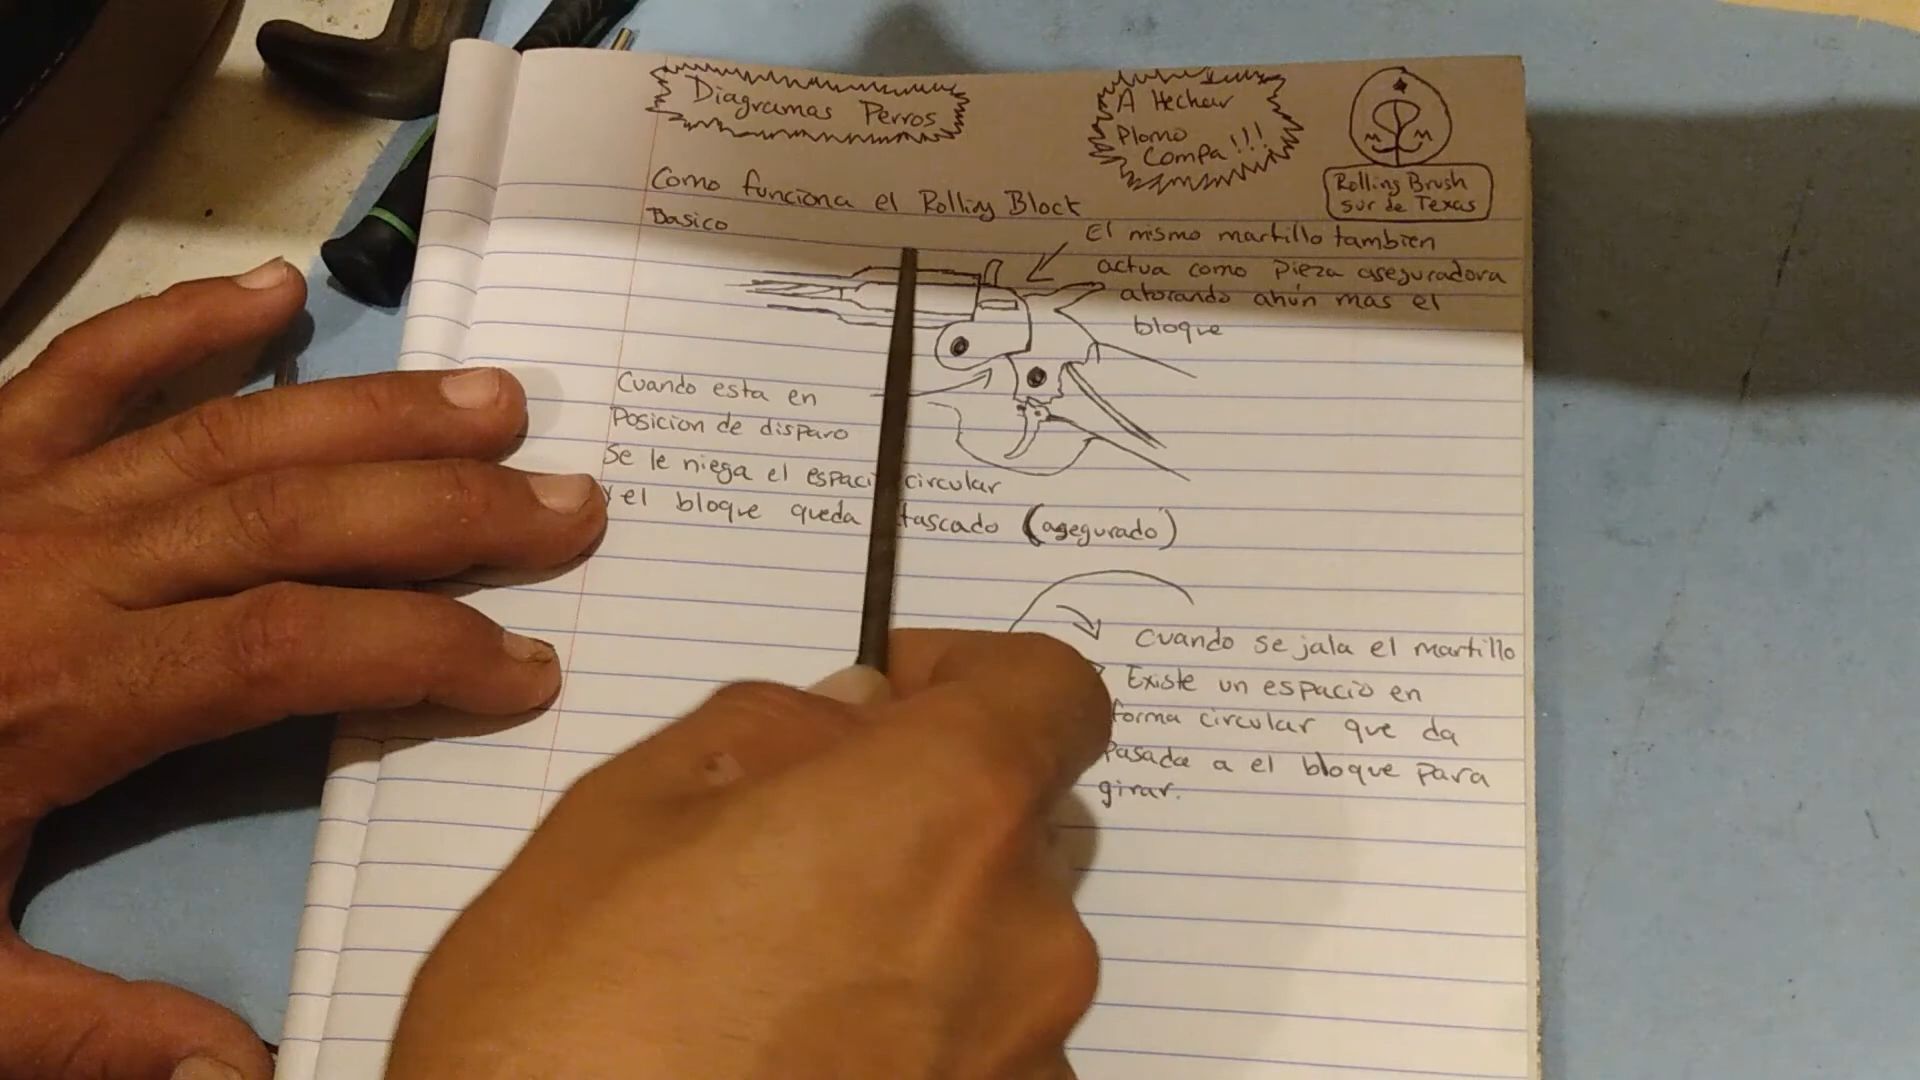 Diagramas Perros
A Hechar
Plomo
Compa!!!
M M
Rolling Brush
sur de Texas
Como funciona el Rolling Block
Basico
El mismo martillo tambien
actua como pieza aseguradora
atorando ahún mas el
bloque
Cuando esta en
Posicion de disparo
Se le niega el espaci circular
y el bloque queda tascado (asegurado)
Cuando se jala el martillo
Existe un espacio en
forma circular que da
Pasada a el bloque para
girar.